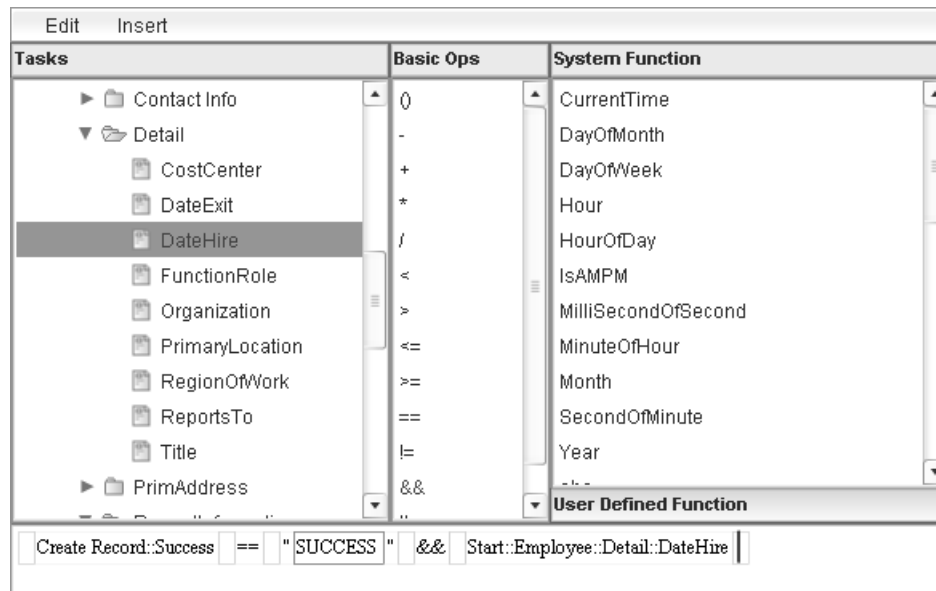 Edit Insert
Tasks Basic Ops System Function
Contact Info () CurrentTime
Detail - DayOfMonth
CostCenter + DayOfWeek
DateExit * Hour
DateHire / HourOfDay
FunctionRole < IsAMPM
Organization > MilliSecondOfSecond
PrimaryLocation <= MinuteOfHour
RegionOfWork >= Month
ReportsTo == SecondOfMinute
Title != Year
PrimAddress &&
User Defined Function
Create Record::Success == " SUCCESS " && Start::Employee::Detail::DateHire